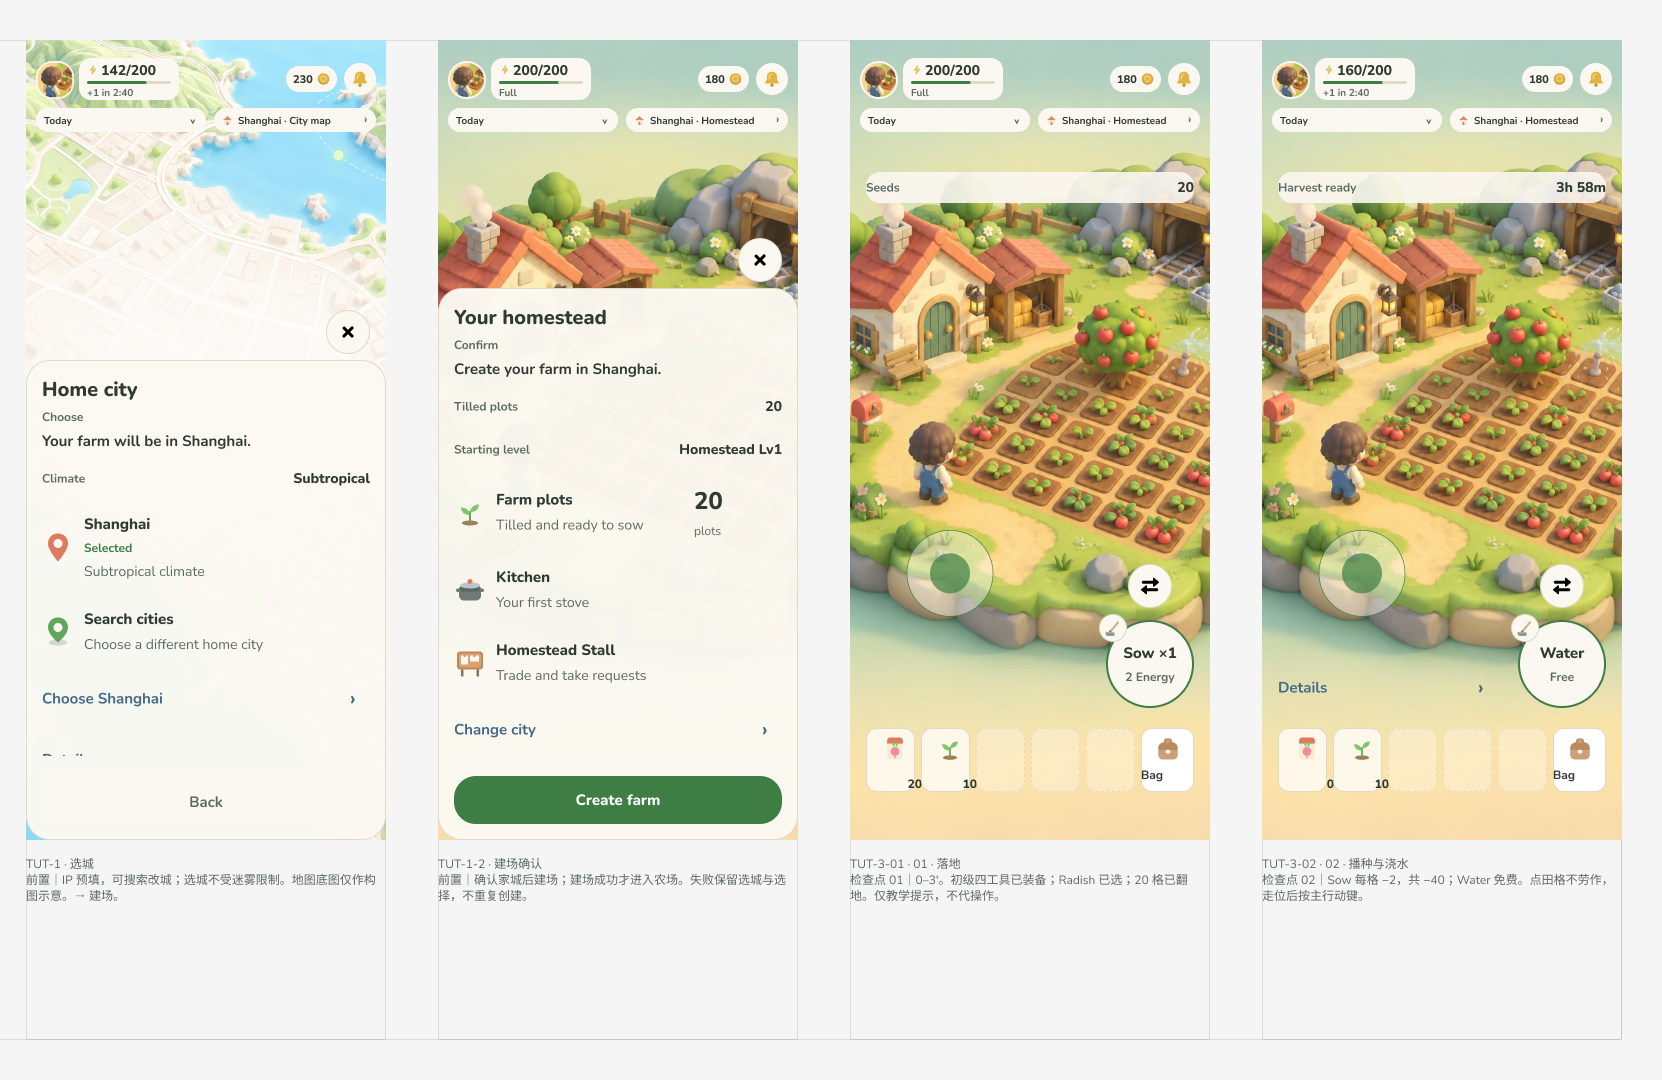 142/200
+1 in 2:40
230
Today
Shanghai · City map
Home city
Choose
Your farm will be in Shanghai.
Climate
Subtropical
Shanghai
Selected
Subtropical climate
Search cities
Choose a different home city
Choose Shanghai
Back
TUT-1 · 选城
前置｜IP 预填，可搜索改城；选城不受迷雾限制。地图底图仅作构
图示意。→ 建场。
200/200
Full
180
Today
Shanghai · Homestead
Your homestead
Confirm
Create your farm in Shanghai.
Tilled plots
20
Starting level
Homestead Lv1
Farm plots
Tilled and ready to sow
20
plots
Kitchen
Your first stove
Homestead Stall
Trade and take requests
Change city
Create farm
TUT-1-2 · 建场确认
前置｜确认家城后建场；建场成功才进入农场。失败保留选城与选
择，不重复创建。
200/200
Full
180
Today
Shanghai · Homestead
Seeds
20
Sow ×1
2 Energy
20
10
Bag
TUT-3-01 · 01 · 落地
检查点 01｜0–3'。初级四工具已装备；Radish 已选；20 格已翻
地。仅教学提示，不代操作。
160/200
+1 in 2:40
180
Today
Shanghai · Homestead
Harvest ready
3h 58m
Water
Free
Details
0
10
Bag
TUT-3-02 · 02 · 播种与浇水
检查点 02｜Sow 每格 −2，共 −40；Water 免费。点田格不劳作，
走位后按主行动键。